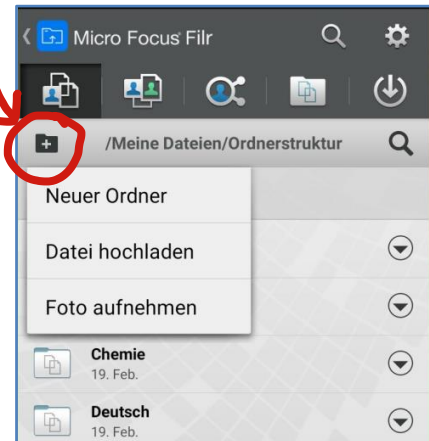 Micro Focus Filr
/Meine Dateien/Ordnerstruktur
Neuer Ordner
Datei hochladen
Foto aufnehmen
Chemie
19. Feb.
Deutsch
19. Feb.